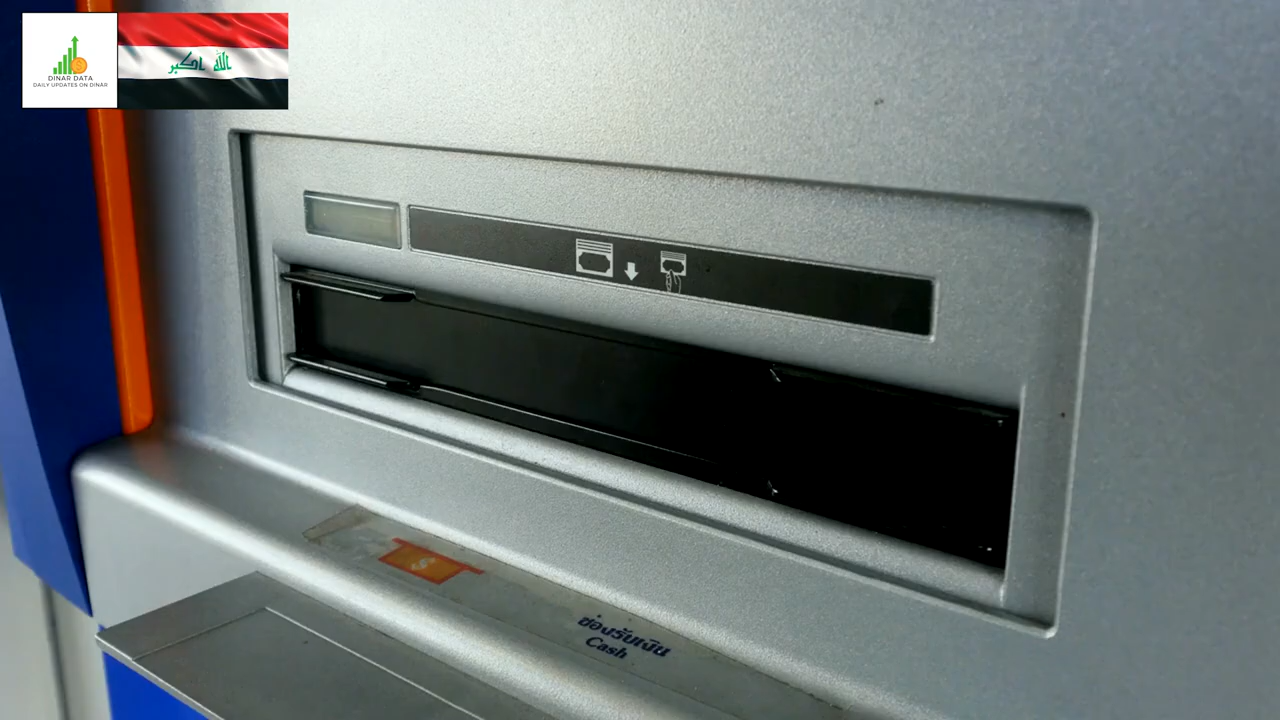 DINAR DATA
DAILY UPDATES ON DINAR
الله اكبر
$
ช่องรับเงิน
Cash